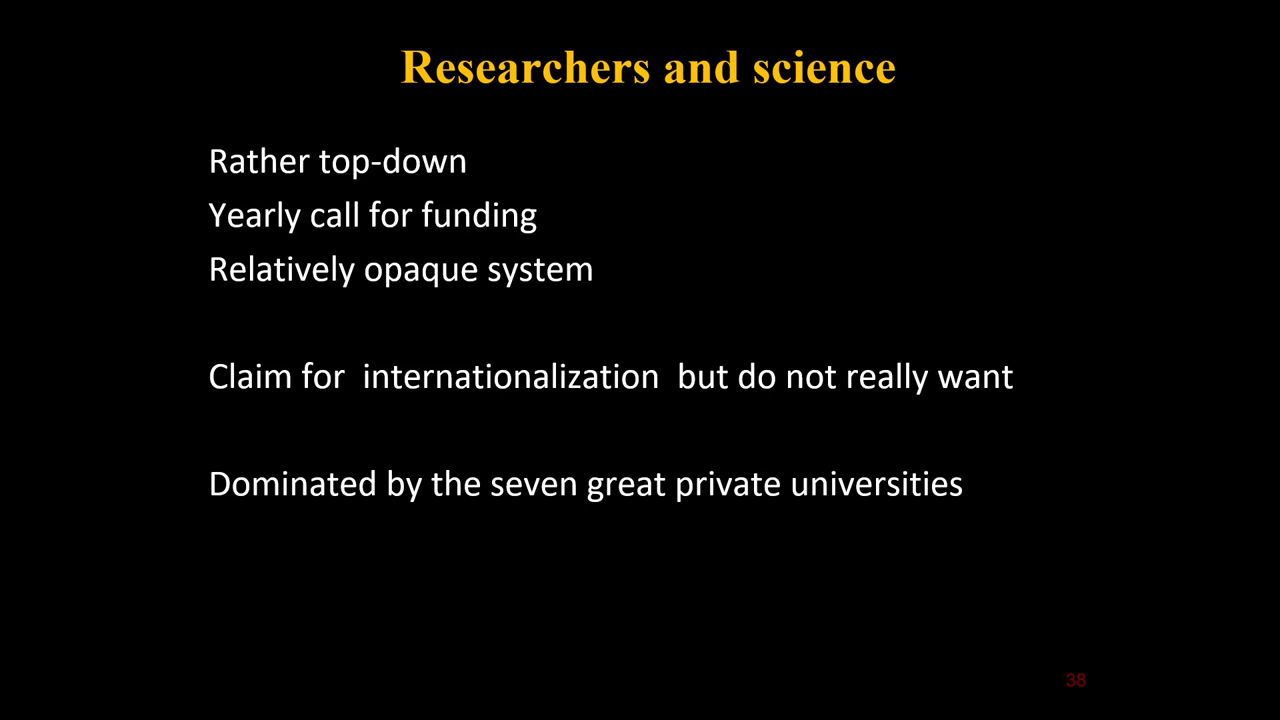 Researchers and science
Rather top-down
Yearly call for funding
Relatively opaque system
Claim for  internationalization  but do not really want
Dominated by the seven great private universities
38